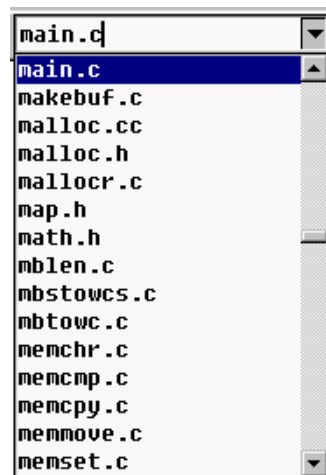 main.c
main.c
makebuf.c
malloc.cc
malloc.h
mallocr.c
map.h
math.h
mblen.c
mbstowcs.c
mbtowc.c
memchr.c
memcmp.c
memcpy.c
memmove.c
memset.c